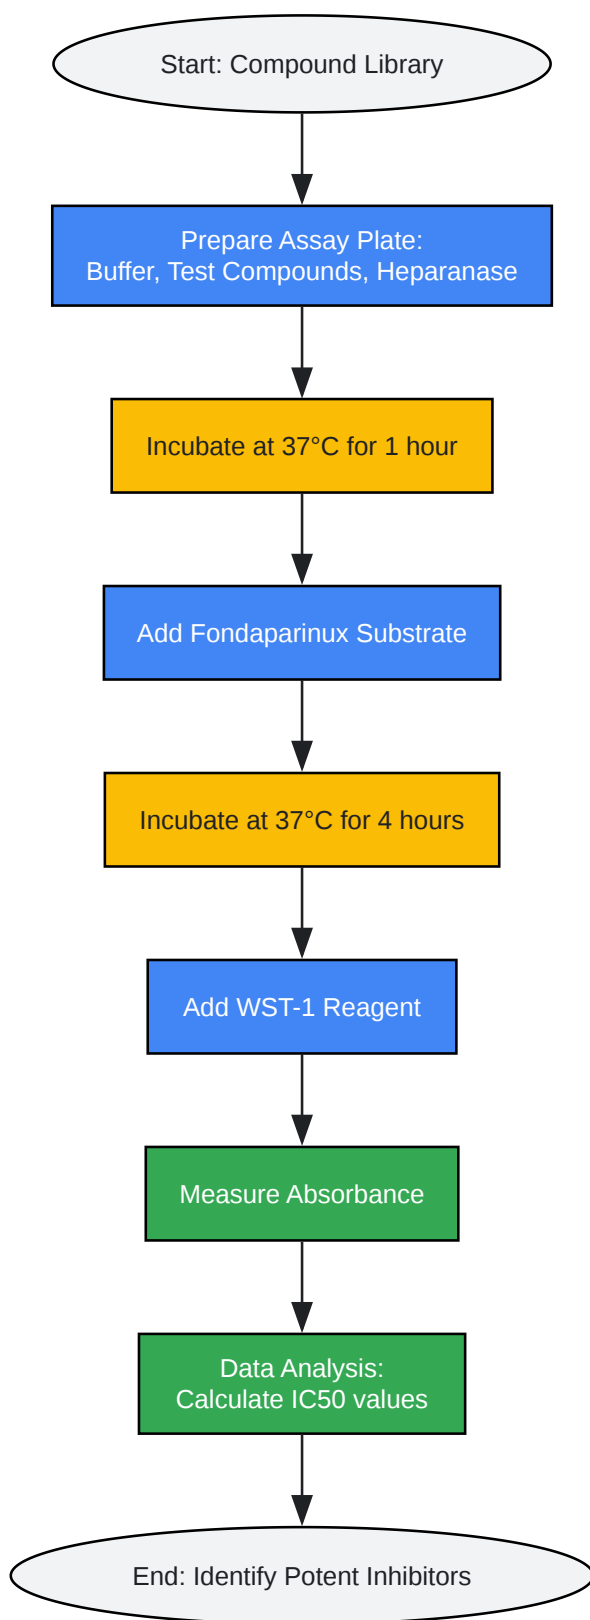 Start: Compound Library
Prepare Assay Plate:
Buffer, Test Compounds, Heparanase
Incubate at 37°C for 1 hour
Add Fondaparinux Substrate
Incubate at 37°C for 4 hours
Add WST-1 Reagent
Measure Absorbance
Data Analysis:
Calculate IC50 values
End: Identify Potent Inhibitors